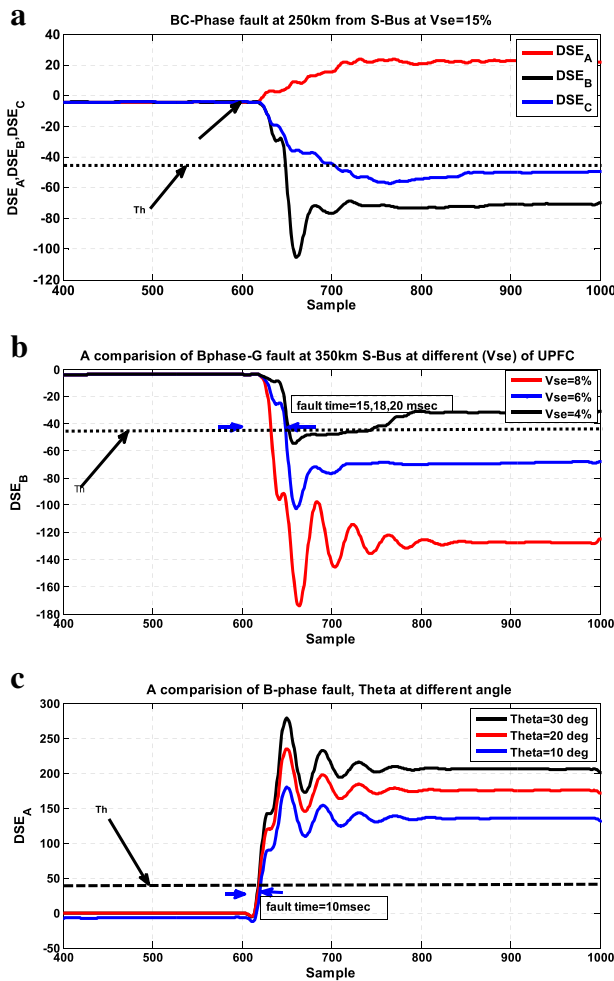 a
BC-Phase fault at 250km from S-Bus at Vse=15%
40
20
0
-20
-40
-60
-80
-100
-120
DSE_A, DSE_B, DSE_C
DSE_A
DSE_B
DSE_C
Th
400 500 600 700 800 900 1000
Sample
b
A comparision of Bphase-G fault at 350km S-Bus at different (Vse) of UPFC
0
-20
-40
-60
-80
-100
-120
-140
-160
-180
DSE_B
Vse=8%
Vse=6%
Vse=4%
fault time=15,18,20 msec
Th
400 500 600 700 800 900 1000
Sample
c
A comparision of B-phase fault, Theta at different angle
300
250
200
150
100
50
0
-50
DSE_A
Theta=30 deg
Theta=20 deg
Theta=10 deg
Th
fault time=10msec
400 500 600 700 800 900 1000
Sample